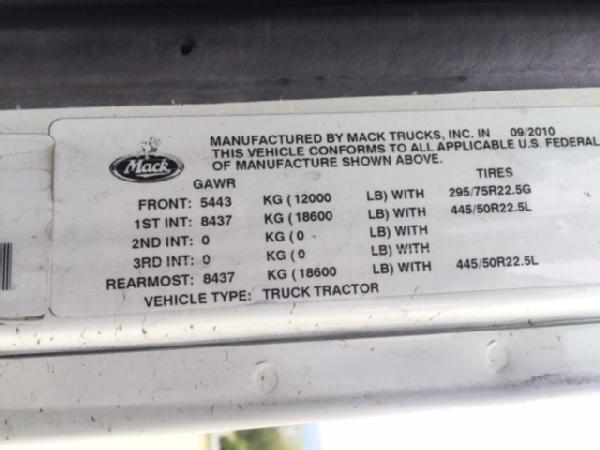 MANUFACTURED BY MACK TRUCKS, INC. IN 09/2010
THIS VEHICLE CONFORMS TO ALL APPLICABLE U.S. FEDERAL
OF MANUFACTURE SHOWN ABOVE.
Mack
GAWR TIRES
FRONT: 5443 KG ( 12000 LB) WITH 295/75R22.5G
1ST INT: 8437 KG ( 18600 LB) WITH 445/50R22.5L
2ND INT: 0 KG ( 0 LB) WITH
3RD INT: 0 KG ( 0 LB) WITH
REARMOST: 8437 KG ( 18600 LB) WITH 445/50R22.5L
VEHICLE TYPE: TRUCK TRACTOR